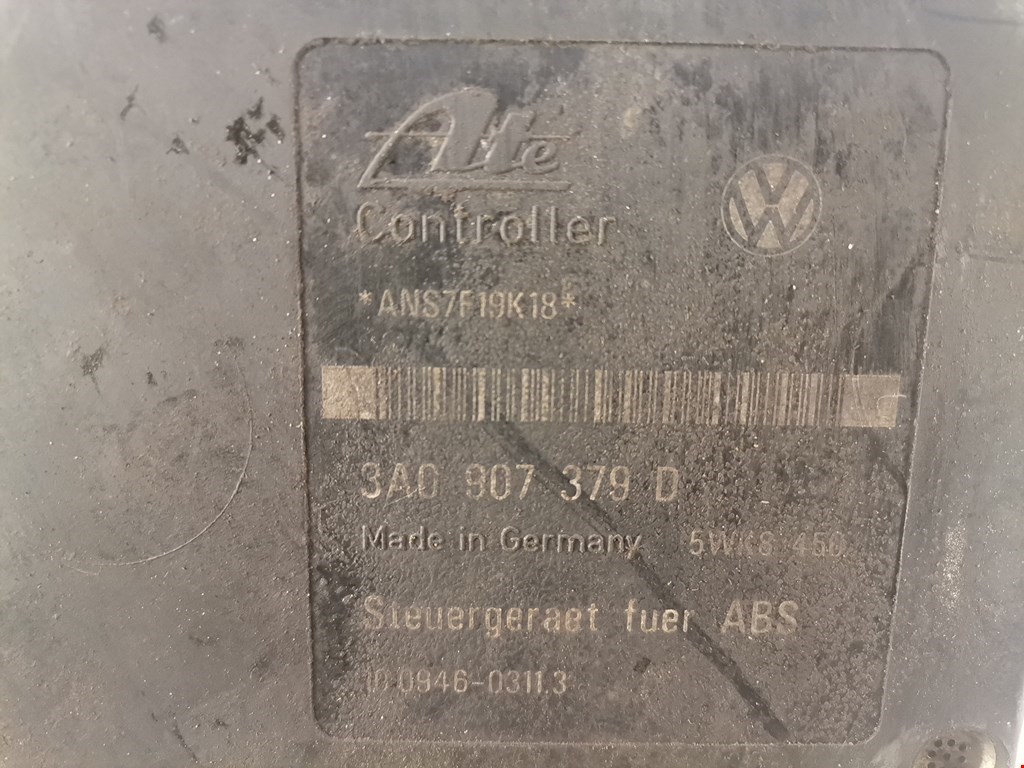 Ate
Controller
*ANS7F19K18*
3A0 907 379 D
Made in Germany
Steuergeraet fuer ABS
10.0946-0311.3